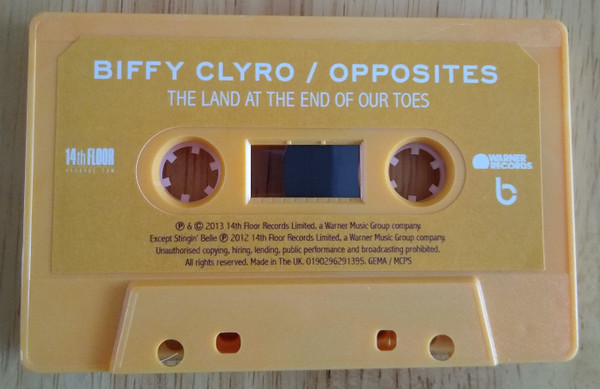 BIFFY CLYRO / OPPOSITES
THE LAND AT THE END OF OUR TOES
14th FLOOR
RECORDS.COM
WARNER
RECORDS
b
℗ & © 2013 14th Floor Records Limited, a Warner Music Group company.
Except Stingin' Belle ℗ 2012 14th Floor Records Limited, a Warner Music Group company.
Unauthorised copying, hiring, lending, public performance and broadcasting prohibited.
All rights reserved. Made in The UK. 0190296291395. GEMA / MCPS